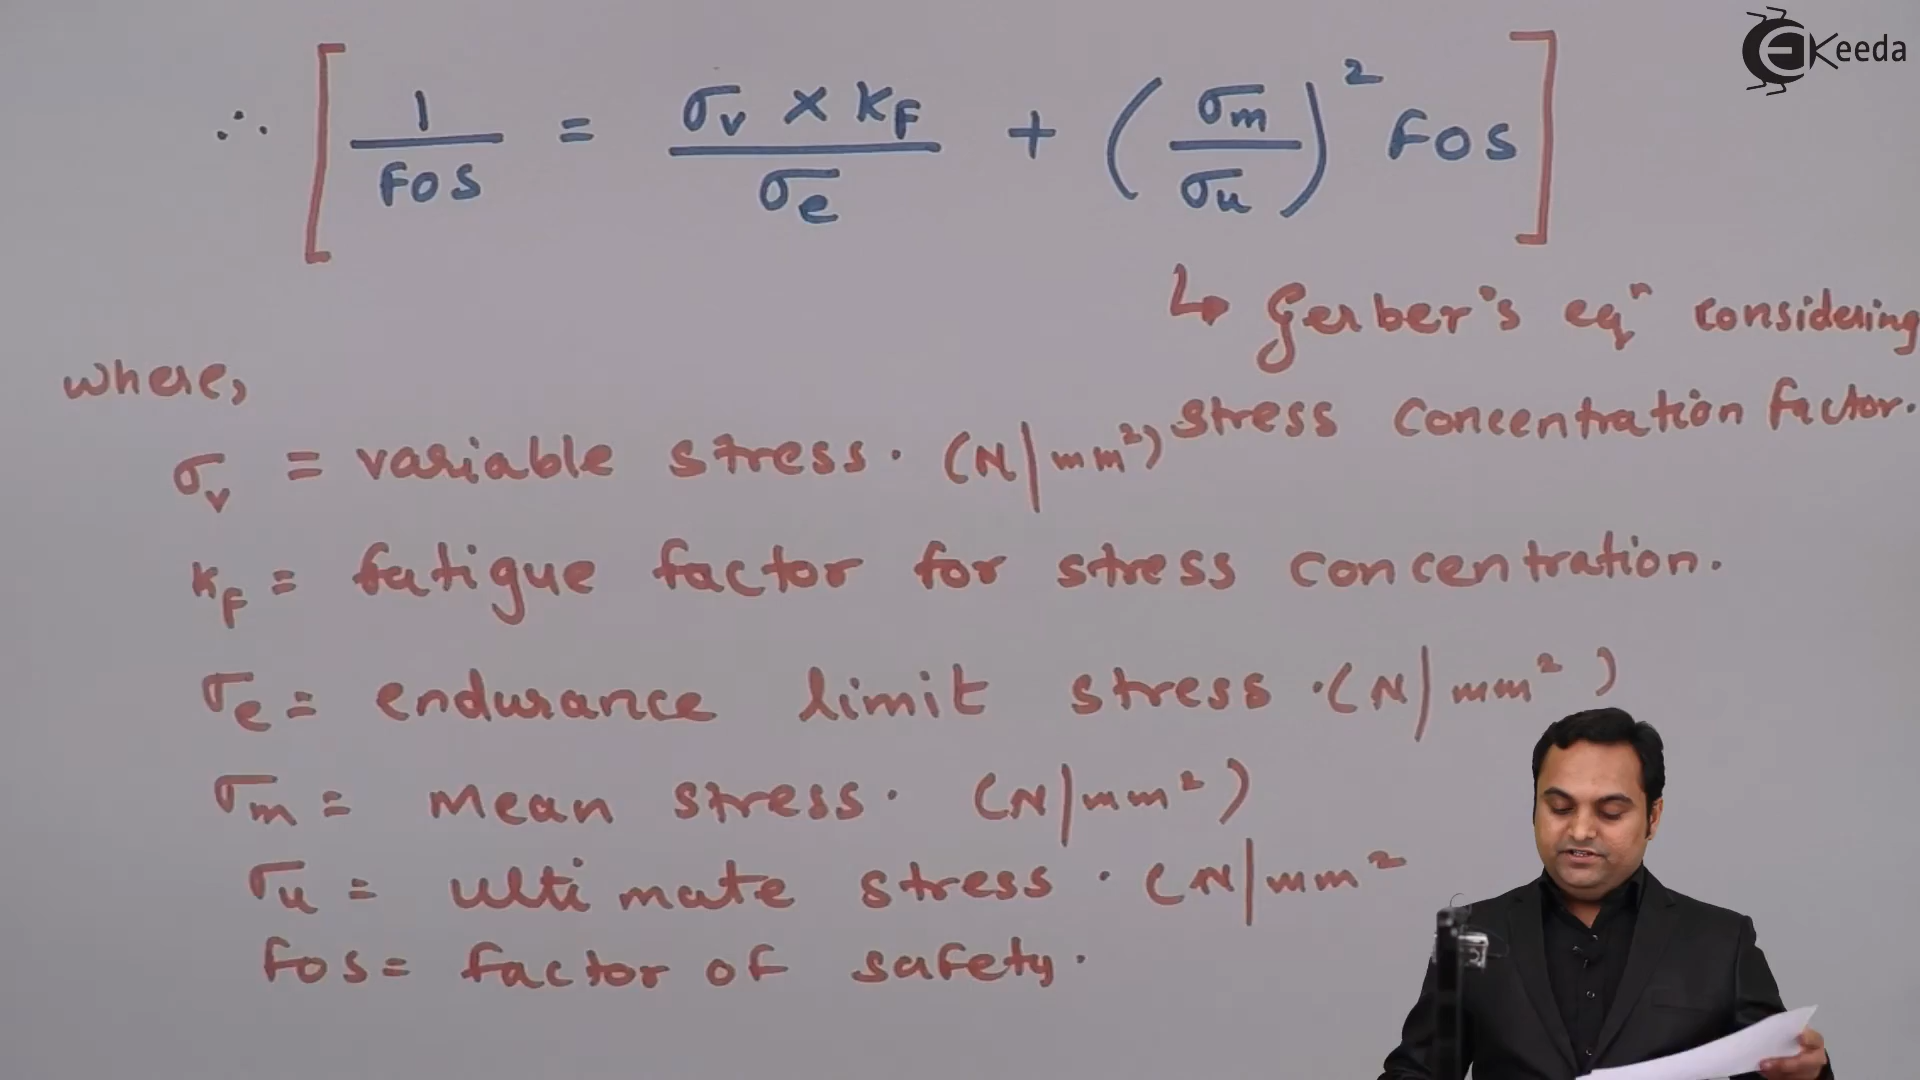 EKeeda
∴ [ 1/FOS = σv × KF/σe + (σm/σu)² FOS ]
↳ Gerber's eqⁿ considering
stress concentration factor.
where,
σv = variable stress. (N/mm²)
KF = fatigue factor for stress concentration.
σe = endurance limit stress. (N/mm²)
σm = mean stress. (N/mm²)
σu = ultimate stress. (N/mm²
FOS = factor of safety.